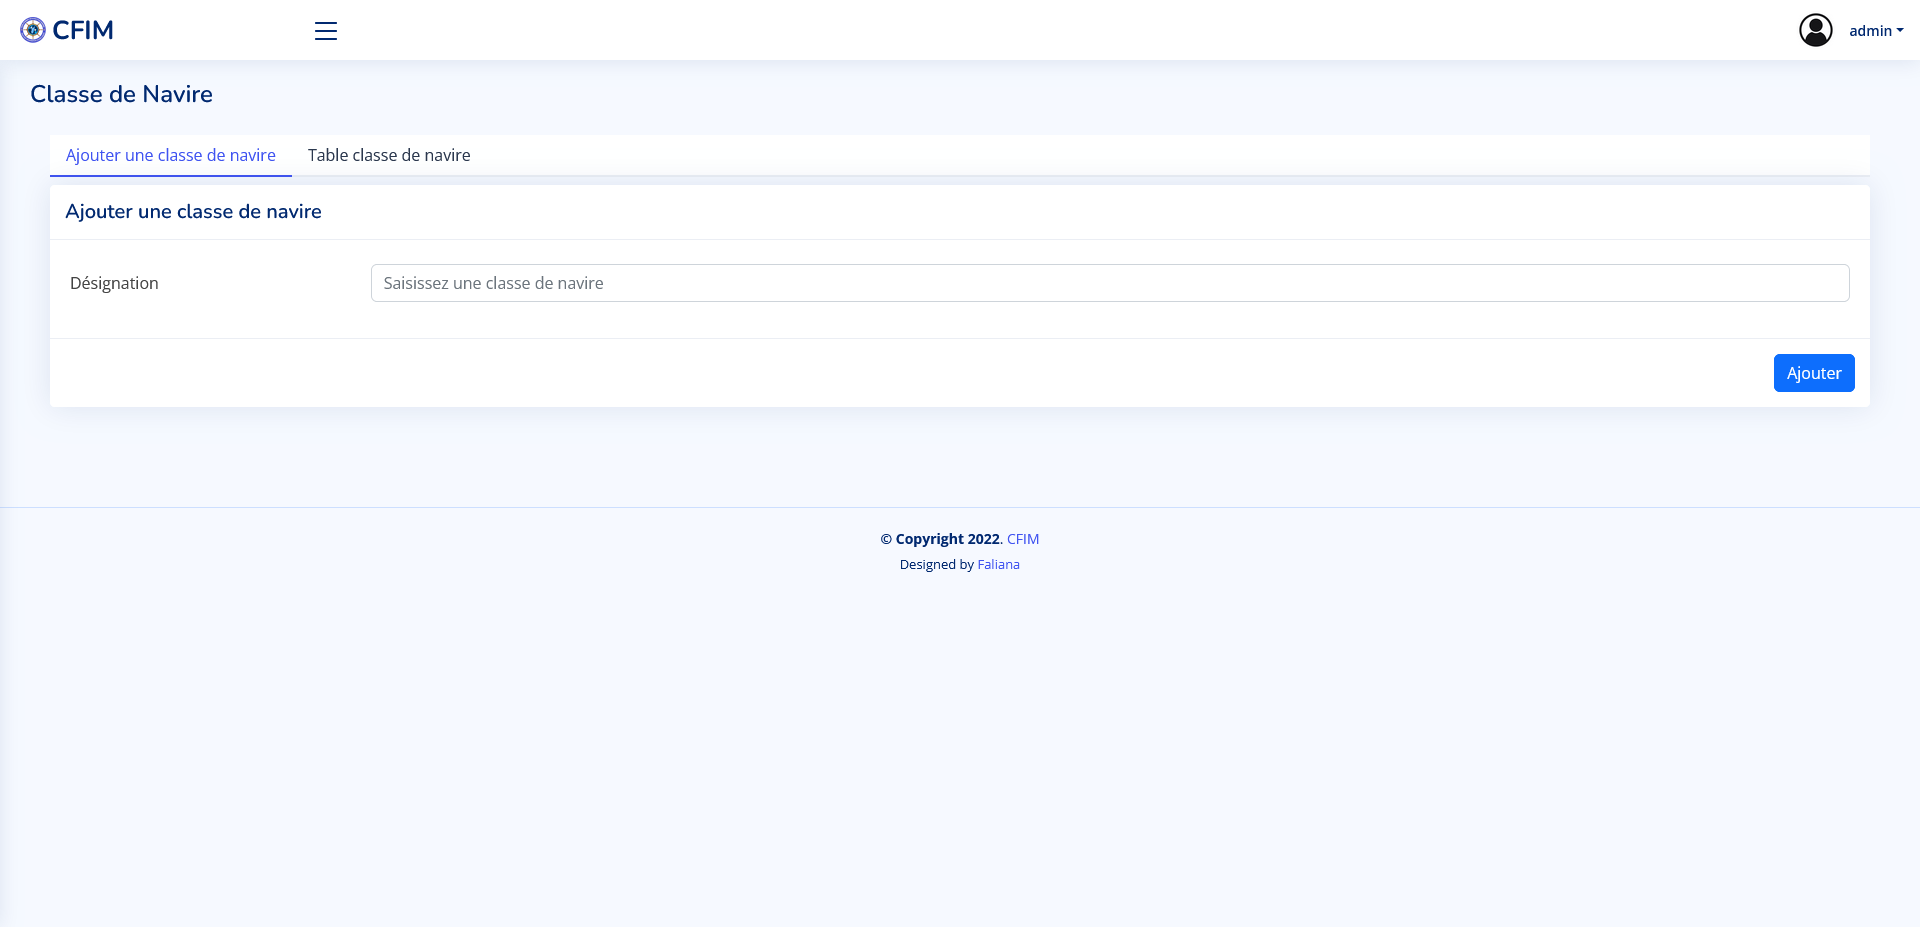 CFIM
admin
Classe de Navire
Ajouter une classe de navire
Table classe de navire
Ajouter une classe de navire
Désignation
Saisissez une classe de navire
Ajouter
© Copyright 2022. CFIM
Designed by Faliana